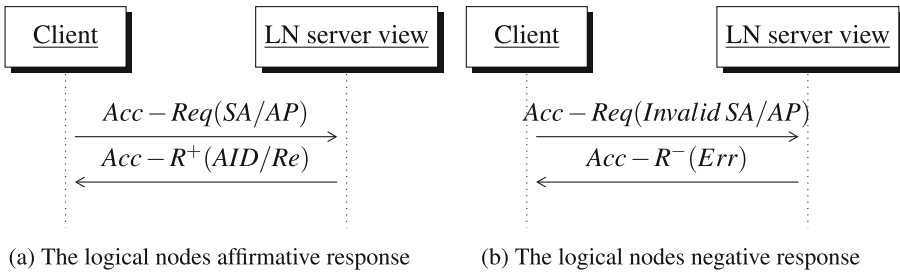 Client
LN server view
Acc − Req(SA/AP)
Acc − R⁺(AID/Re)
(a) The logical nodes affirmative response
Client
LN server view
Acc − Req(Invalid SA/AP)
Acc − R⁻(Err)
(b) The logical nodes negative response